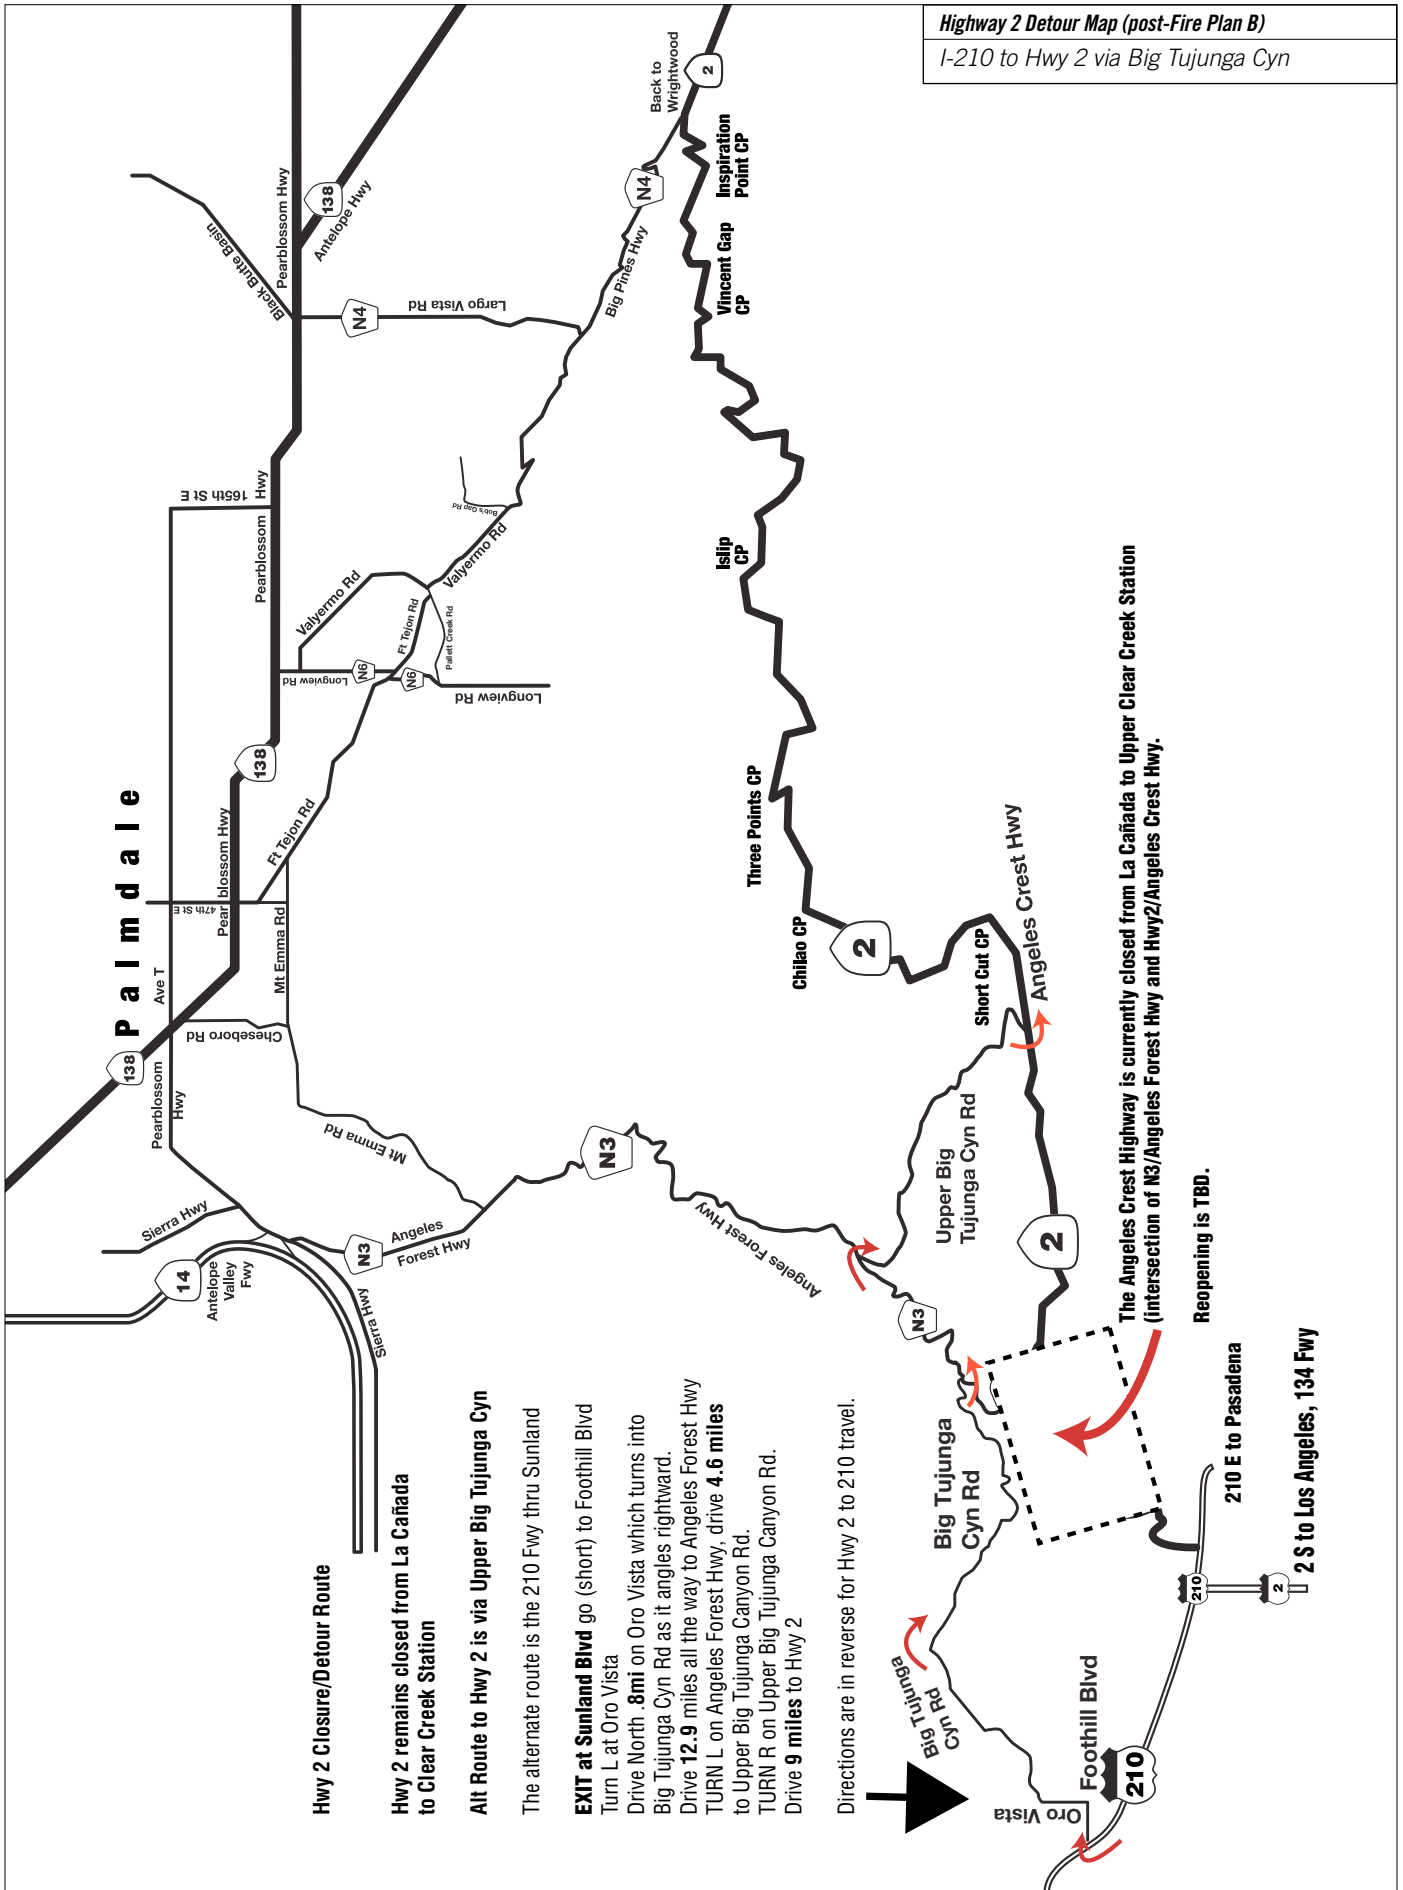 Highway 2 Detour Map (post-Fire Plan B)
I-210 to Hwy 2 via Big Tujunga Cyn
Hwy 2 Closure/Detour Route
Hwy 2 remains closed from La Cañada
to Clear Creek Station
Alt Route to Hwy 2 is via Upper Big Tujunga Cyn
The alternate route is the 210 Fwy thru Sunland
EXIT at Sunland Blvd go (short) to Foothill Blvd
Turn L at Oro Vista
Drive North .8mi on Oro Vista which turns into
Big Tujunga Cyn Rd as it angles rightward.
Drive 12.9 miles all the way to Angeles Forest Hwy
TURN L on Angeles Forest Hwy, drive 4.6 miles
to Upper Big Tujunga Canyon Rd.
TURN R on Upper Big Tujunga Canyon Rd.
Drive 9 miles to Hwy 2
Directions are in reverse for Hwy 2 to 210 travel.
Palmdale
138
Pearblossom
Hwy
Ave T
Sierra Hwy
14
Antelope
Valley
Fwy
Sierra Hwy
N3
Angeles
Forest Hwy
Mt Emma Rd
Cheseboro Rd
Mt Emma Rd
47th St E
Pearblossom Hwy
138
Ft Tejon Rd
Pearblossom
Hwy
165th St E
Longview Rd
N6
N6
Longview Rd
Valyermo Rd
Ft Tejon Rd
Pallett Creek Rd
Valyermo Rd
Bob's Gap Rd
Black Butte Basin
Pearblossom Hwy
138
Antelope Hwy
N4
Largo Vista Rd
Big Pines Hwy
N4
Back to
Wrightwood
2
Inspiration
Point CP
Vincent Gap
CP
Islip
CP
Three Points CP
Chilao CP
2
Short Cut CP
Angeles Crest Hwy
N3
Angeles Forest Hwy
Upper Big
Tujunga Cyn Rd
N3
2
Big Tujunga
Cyn Rd
Big Tujunga
Cyn Rd
Oro Vista
Foothill Blvd
210
210
2
210 E to Pasadena
2 S to Los Angeles, 134 Fwy
The Angeles Crest Highway is currently closed from La Cañada to Upper Clear Creek Station
(intersection of N3/Angeles Forest Hwy and Hwy2/Angeles Crest Hwy.
Reopening is TBD.